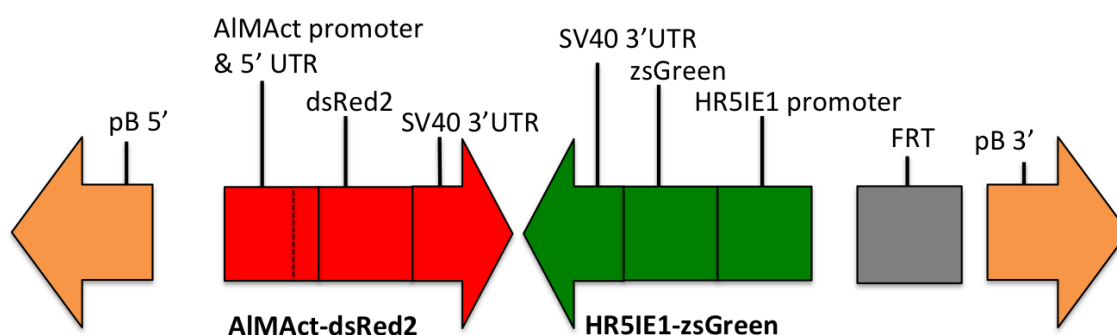 AlMAct promoter
& 5’ UTR
SV40 3’UTR
zsGreen
dsRed2
HR5IE1 promoter
pB 5’
SV40 3’UTR
FRT
pB 3’
AlMAct-dsRed2
HR5IE1-zsGreen